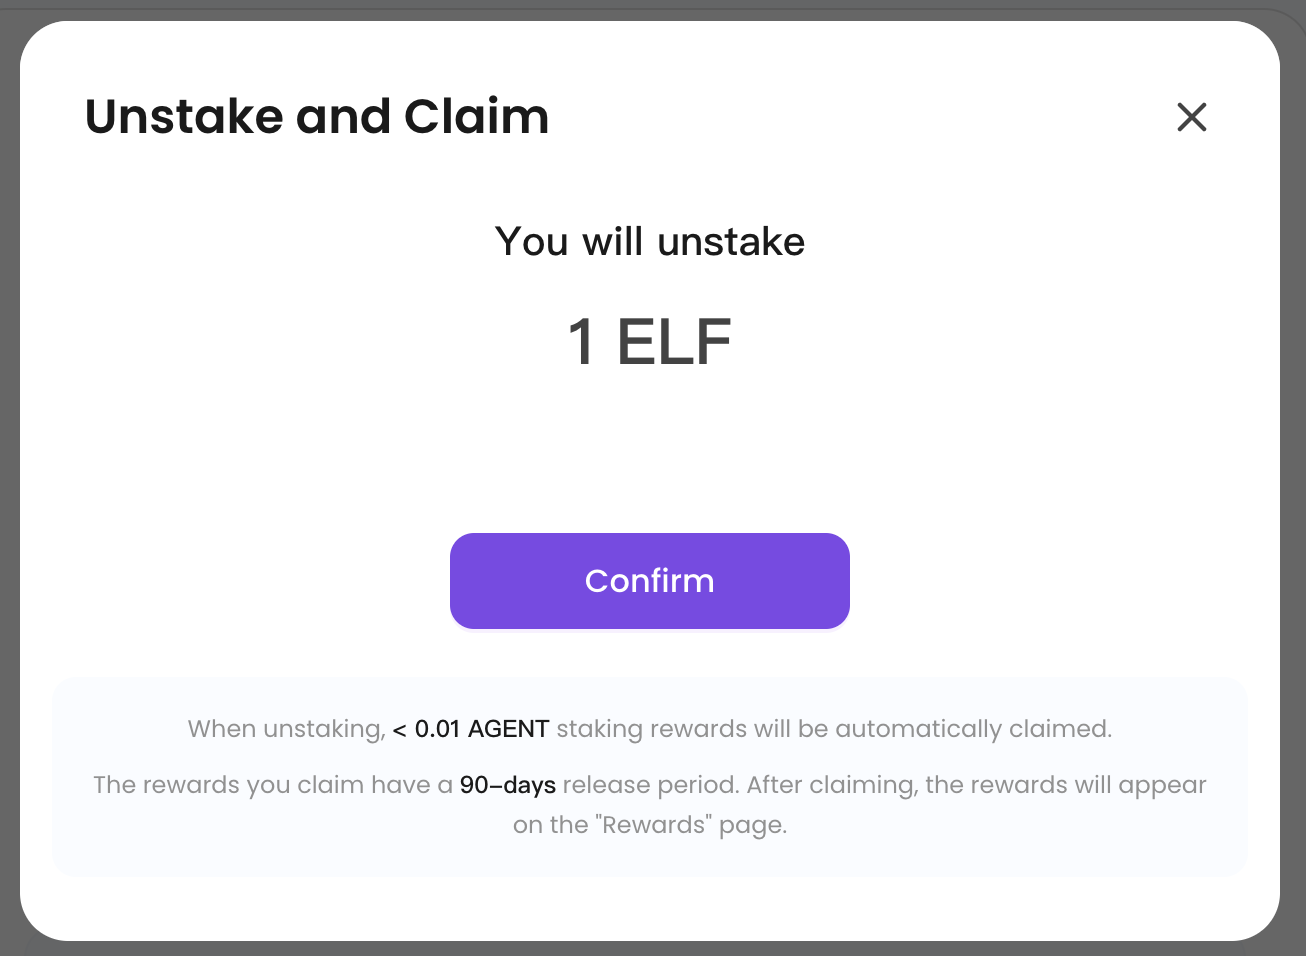 Unstake and Claim
You will unstake
1 ELF
Confirm
When unstaking, < 0.01 AGENT staking rewards will be automatically claimed.
The rewards you claim have a 90-days release period. After claiming, the rewards will appear
on the "Rewards" page.